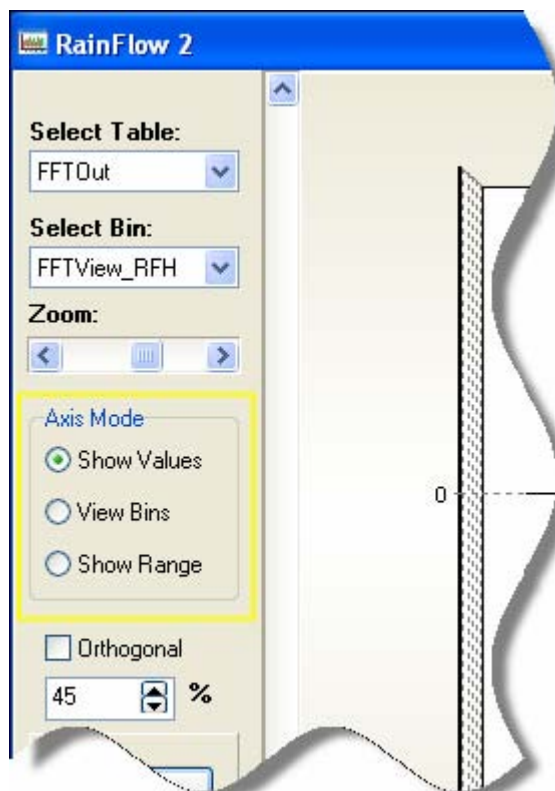 RainFlow 2
Select Table:
FFTOut
Select Bin:
FFTView_RFH
Zoom:
Axis Mode
Show Values
View Bins
Show Range
Orthogonal
45 %
0